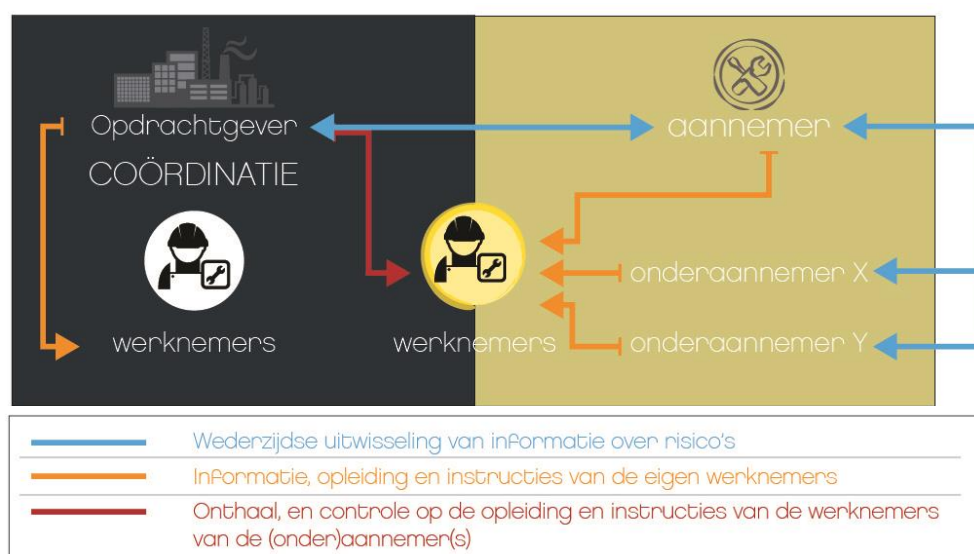 Opdrachtgever
aannemer
COÖRDINATIE
onderaannemer X
werknemers
werknemers
onderaannemer Y
Wederzijdse uitwisseling van informatie over risico's
Informatie, opleiding en instructies van de eigen werknemers
Onthaal, en controle op de opleiding en instructies van de werknemers
van de (onder)aannemer(s)